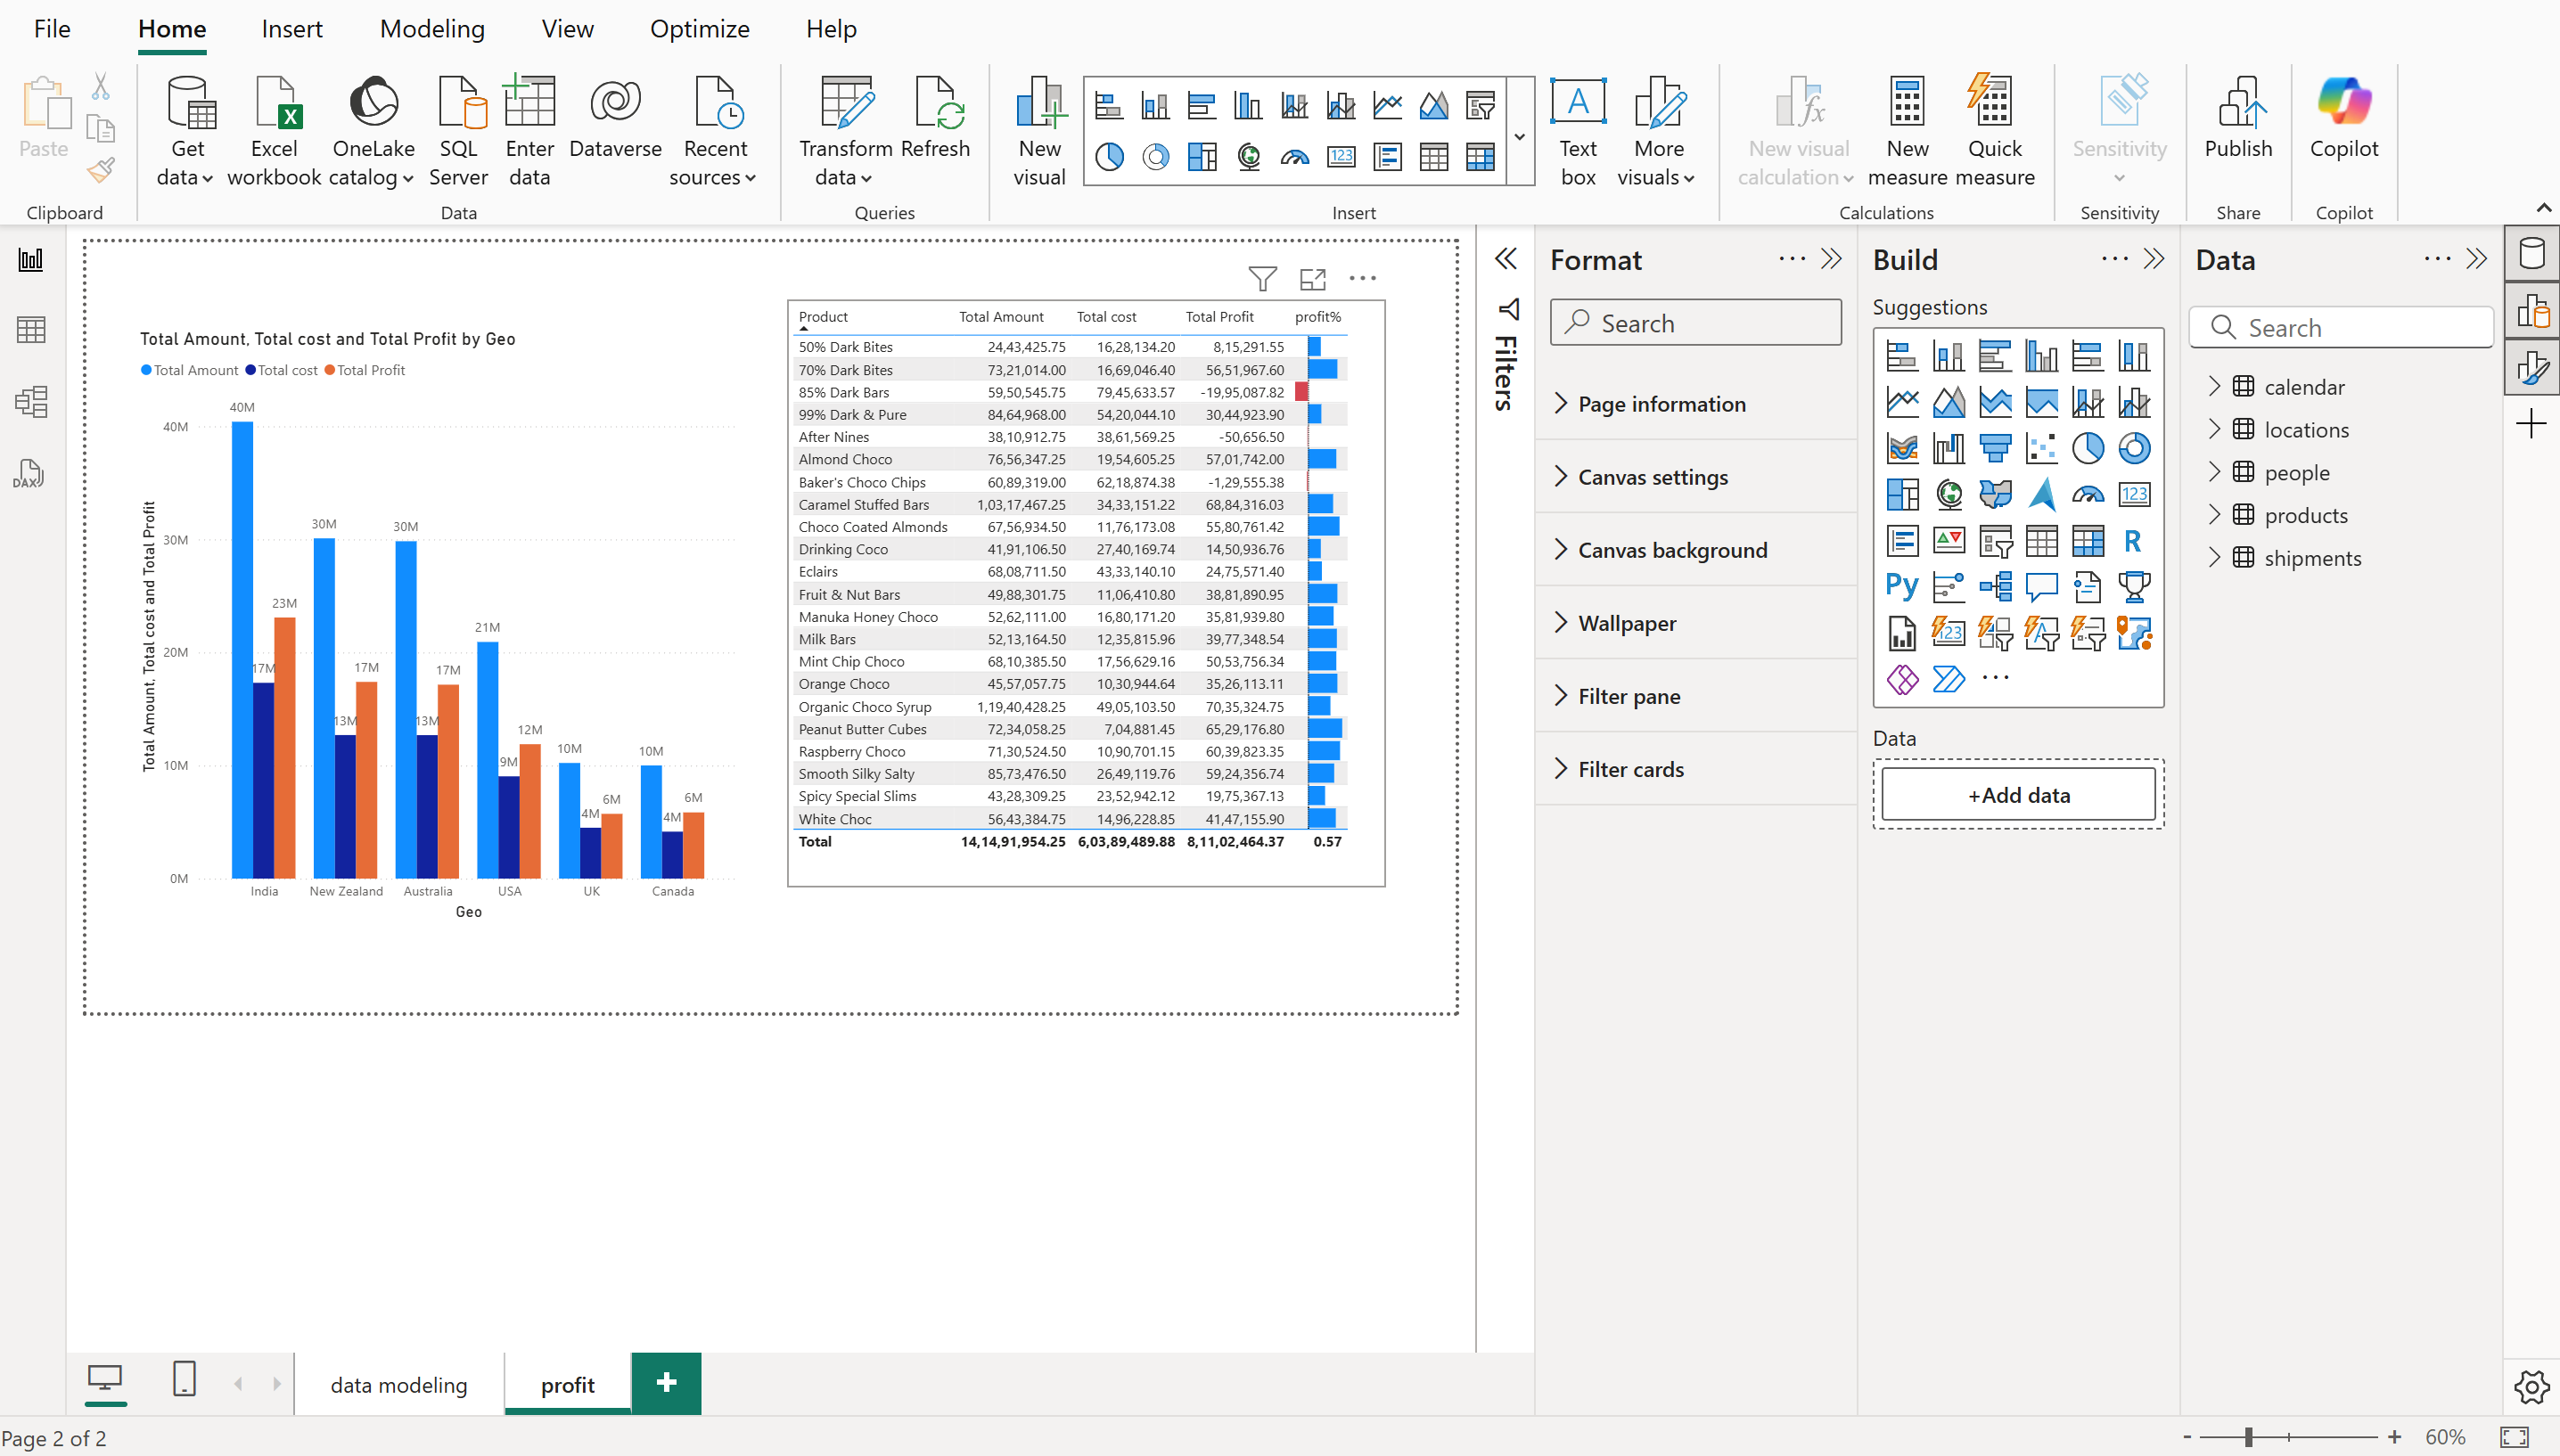 File Home Insert Modeling View Optimize Help
Paste
Clipboard
Get data
Excel workbook
OneLake catalog
SQL Server
Enter data
Dataverse
Recent sources
Data
Transform data
Refresh
Queries
New visual
123
Insert
A
Text box
More visuals
New visual calculation
New measure
Quick measure
Calculations
Sensitivity
Sensitivity
Publish
Share
Copilot
Copilot
DAX
Total Amount, Total cost and Total Profit by Geo
Total Amount Total cost Total Profit
Total Amount, Total cost and Total Profit
40M
30M
20M
10M
0M
40M 17M 23M
30M 13M 17M
30M 13M 17M
21M 9M 12M
10M 4M 6M
10M 4M 6M
India New Zealand Australia USA UK Canada
Geo
Product Total Amount Total cost Total Profit profit%
50% Dark Bites 24,43,425.75 16,28,134.20 8,15,291.55
70% Dark Bites 73,21,014.00 16,69,046.40 56,51,967.60
85% Dark Bars 59,50,545.75 79,45,633.57 -19,95,087.82
99% Dark & Pure 84,64,968.00 54,20,044.10 30,44,923.90
After Nines 38,10,912.75 38,61,569.25 -50,656.50
Almond Choco 76,56,347.25 19,54,605.25 57,01,742.00
Baker's Choco Chips 60,89,319.00 62,18,874.38 -1,29,555.38
Caramel Stuffed Bars 1,03,17,467.25 34,33,151.22 68,84,316.03
Choco Coated Almonds 67,56,934.50 11,76,173.08 55,80,761.42
Drinking Coco 41,91,106.50 27,40,169.74 14,50,936.76
Eclairs 68,08,711.50 43,33,140.10 24,75,571.40
Fruit & Nut Bars 49,88,301.75 11,06,410.80 38,81,890.95
Manuka Honey Choco 52,62,111.00 16,80,171.20 35,81,939.80
Milk Bars 52,13,164.50 12,35,815.96 39,77,348.54
Mint Chip Choco 68,10,385.50 17,56,629.16 50,53,756.34
Orange Choco 45,57,057.75 10,30,944.64 35,26,113.11
Organic Choco Syrup 1,19,40,428.25 49,05,103.50 70,35,324.75
Peanut Butter Cubes 72,34,058.25 7,04,881.45 65,29,176.80
Raspberry Choco 71,30,524.50 10,90,701.15 60,39,823.35
Smooth Silky Salty 85,73,476.50 26,49,119.76 59,24,356.74
Spicy Special Slims 43,28,309.25 23,52,942.12 19,75,367.13
White Choc 56,43,384.75 14,96,228.85 41,47,155.90
Total 14,14,91,954.25 6,03,89,489.88 8,11,02,464.37 0.57
Filters
Format
Search
Page information
Canvas settings
Canvas background
Wallpaper
Filter pane
Filter cards
Build
Suggestions
123
R
Py
123
Data
+Add data
Data
Search
calendar
locations
people
products
shipments
data modeling profit +
Page 2 of 2
- + 60%